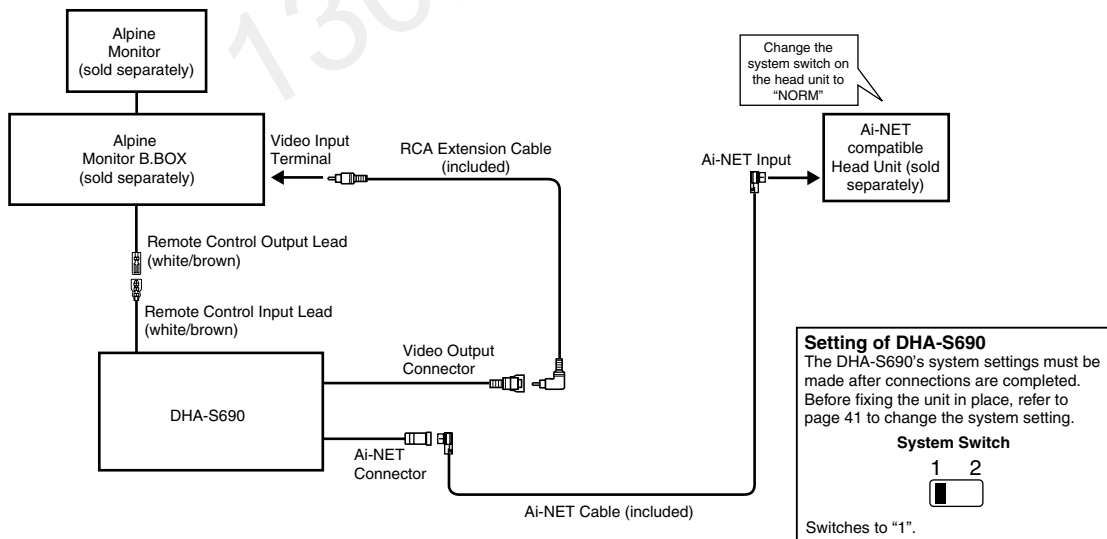 Alpine
Monitor
(sold separately)
Change the
system switch on
the head unit to
“NORM”
Alpine
Monitor B.BOX
(sold separately)
Video Input
Terminal
RCA Extension Cable
(included)
Ai-NET Input
Ai-NET
compatible
Head Unit (sold
separately)
Remote Control Output Lead
(white/brown)
Remote Control Input Lead
(white/brown)
Video Output
Connector
DHA-S690
Ai-NET
Connector
Ai-NET Cable (included)
Setting of DHA-S690
The DHA-S690’s system settings must be
made after connections are completed.
Before fixing the unit in place, refer to
page 41 to change the system setting.
System Switch
1 2
Switches to “1”.